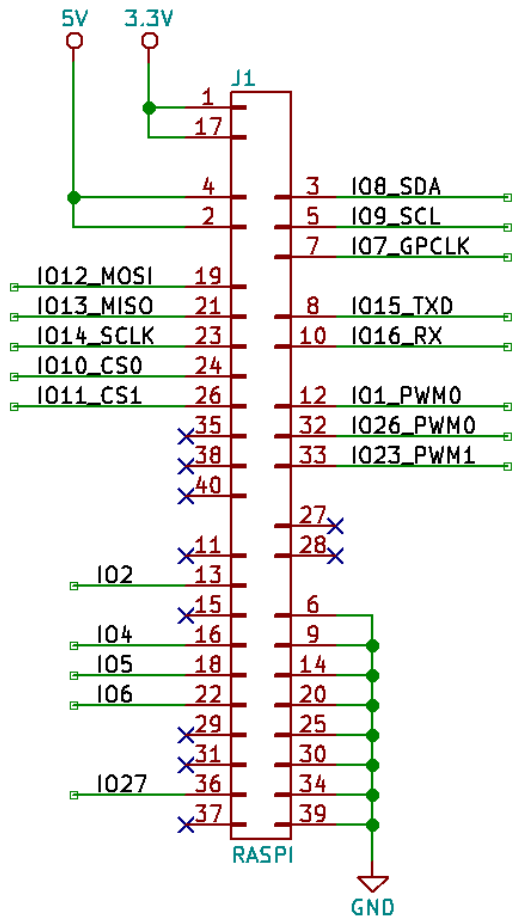 5V 3.3V
J1
1
17
4 3 IO8_SDA
2 5 IO9_SCL
7 IO7_GPCLK
IO12_MOSI 19
IO13_MISO 21 8 IO15_TXD
IO14_SCLK 23 10 IO16_RX
IO10_CS0 24
IO11_CS1 26 12 IO1_PWM0
35 32 IO26_PWM0
38 33 IO23_PWM1
40
27
11 28
IO2 13
15 6
IO4 16 9
IO5 18 14
IO6 22 20
29 25
31 30
IO27 36 34
37 39
RASPI
GND